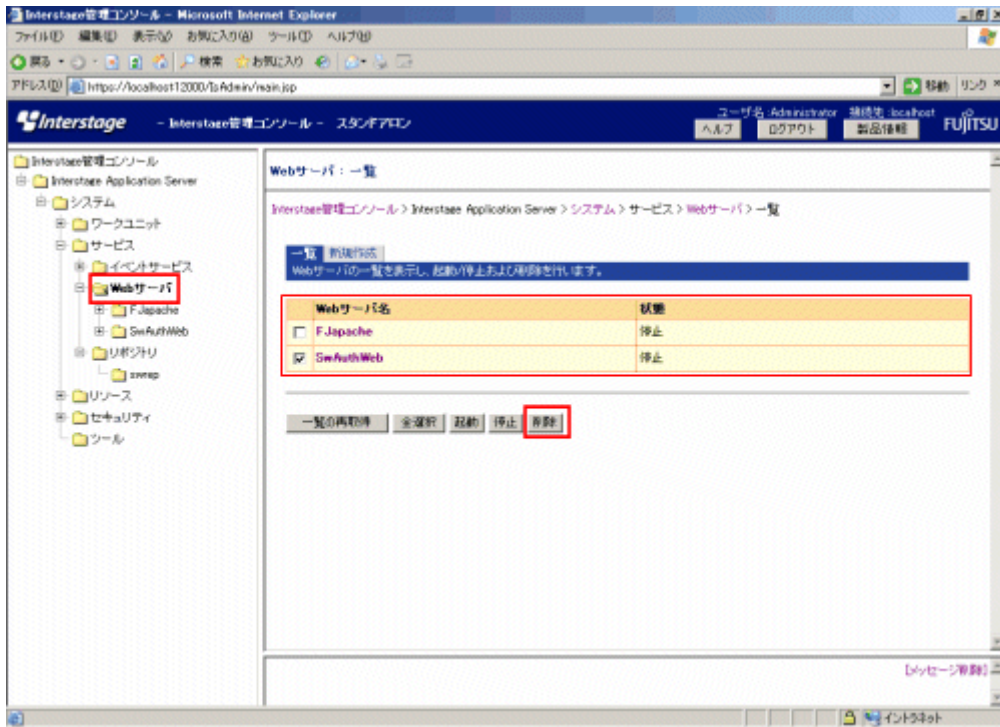 Interstage管理コンソール - Microsoft Internet Explorer
ファイル(F) 編集(E) 表示(V) お気に入り(A) ツール(T) ヘルプ(H)
戻る 検索 お気に入り
アドレス(D) https://localhost:12000/IsAdmin/main.jsp 移動 リンク
Interstage - Interstage管理コンソール - スタンドアロン ユーザ名:Administrator 接続先:localhost
ヘルプ ログアウト 製品情報 FUJITSU
Interstage管理コンソール
Interstage Application Server
システム
ワークユニット
サービス
イベントサービス
Webサーバ
FJapache
SwAuthWeb
リポジトリ
swrep
リソース
セキュリティ
ツール
Webサーバ : 一覧
Interstage管理コンソール > Interstage Application Server > システム > サービス > Webサーバ > 一覧
一覧 新規作成
Webサーバの一覧を表示し、起動/停止および削除を行います。
Webサーバ名 状態
FJapache 停止
SwAuthWeb 停止
一覧の再取得 全選択 起動 停止 削除
[メッセージ削除]
イントラネット